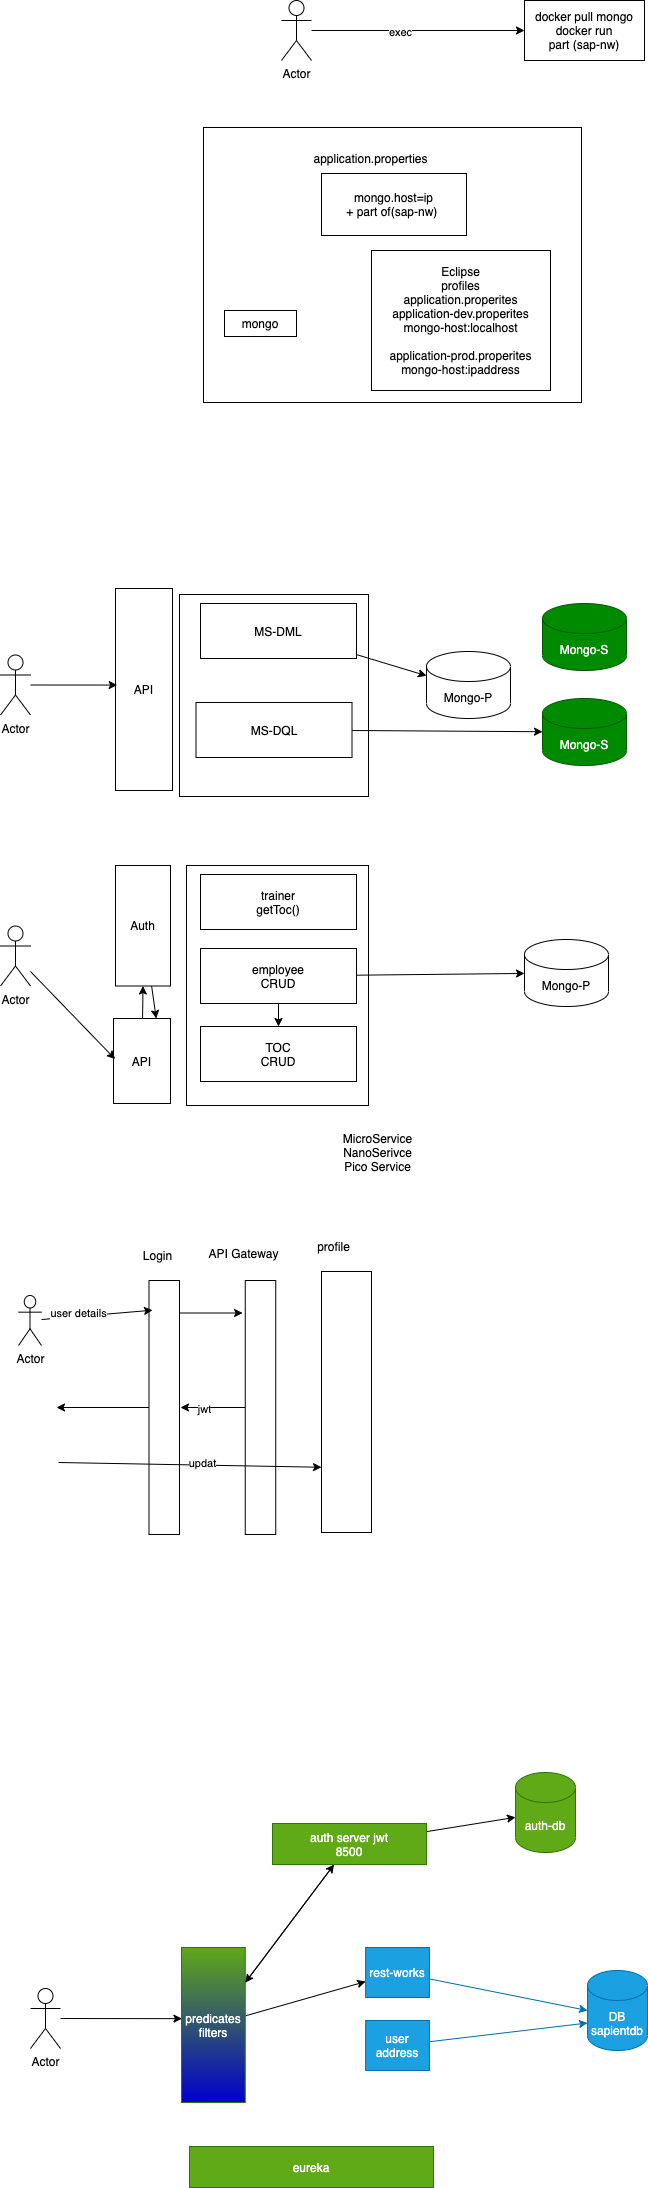 docker pull mongo
docker run
part (sap-nw)
exec
Actor
application.properties
mongo.host=ip
+ part of(sap-nw)
Eclipse
profiles
application.properites
application-dev.properites
mongo-host:localhost
application-prod.properites
mongo-host:ipaddress
mongo
MS-DML
Mongo-S
API
Mongo-P
Actor
MS-DQL
Mongo-S
trainer
getToc()
Auth
employee
CRUD
Mongo-P
Actor
TOC
CRUD
API
MicroService
NanoSerivce
Pico Service
Login
API Gateway
profile
user details
Actor
jwt
updat
auth server jwt
8500
auth-db
rest-works
predicates
filters
DB
sapientdb
user
address
Actor
eureka